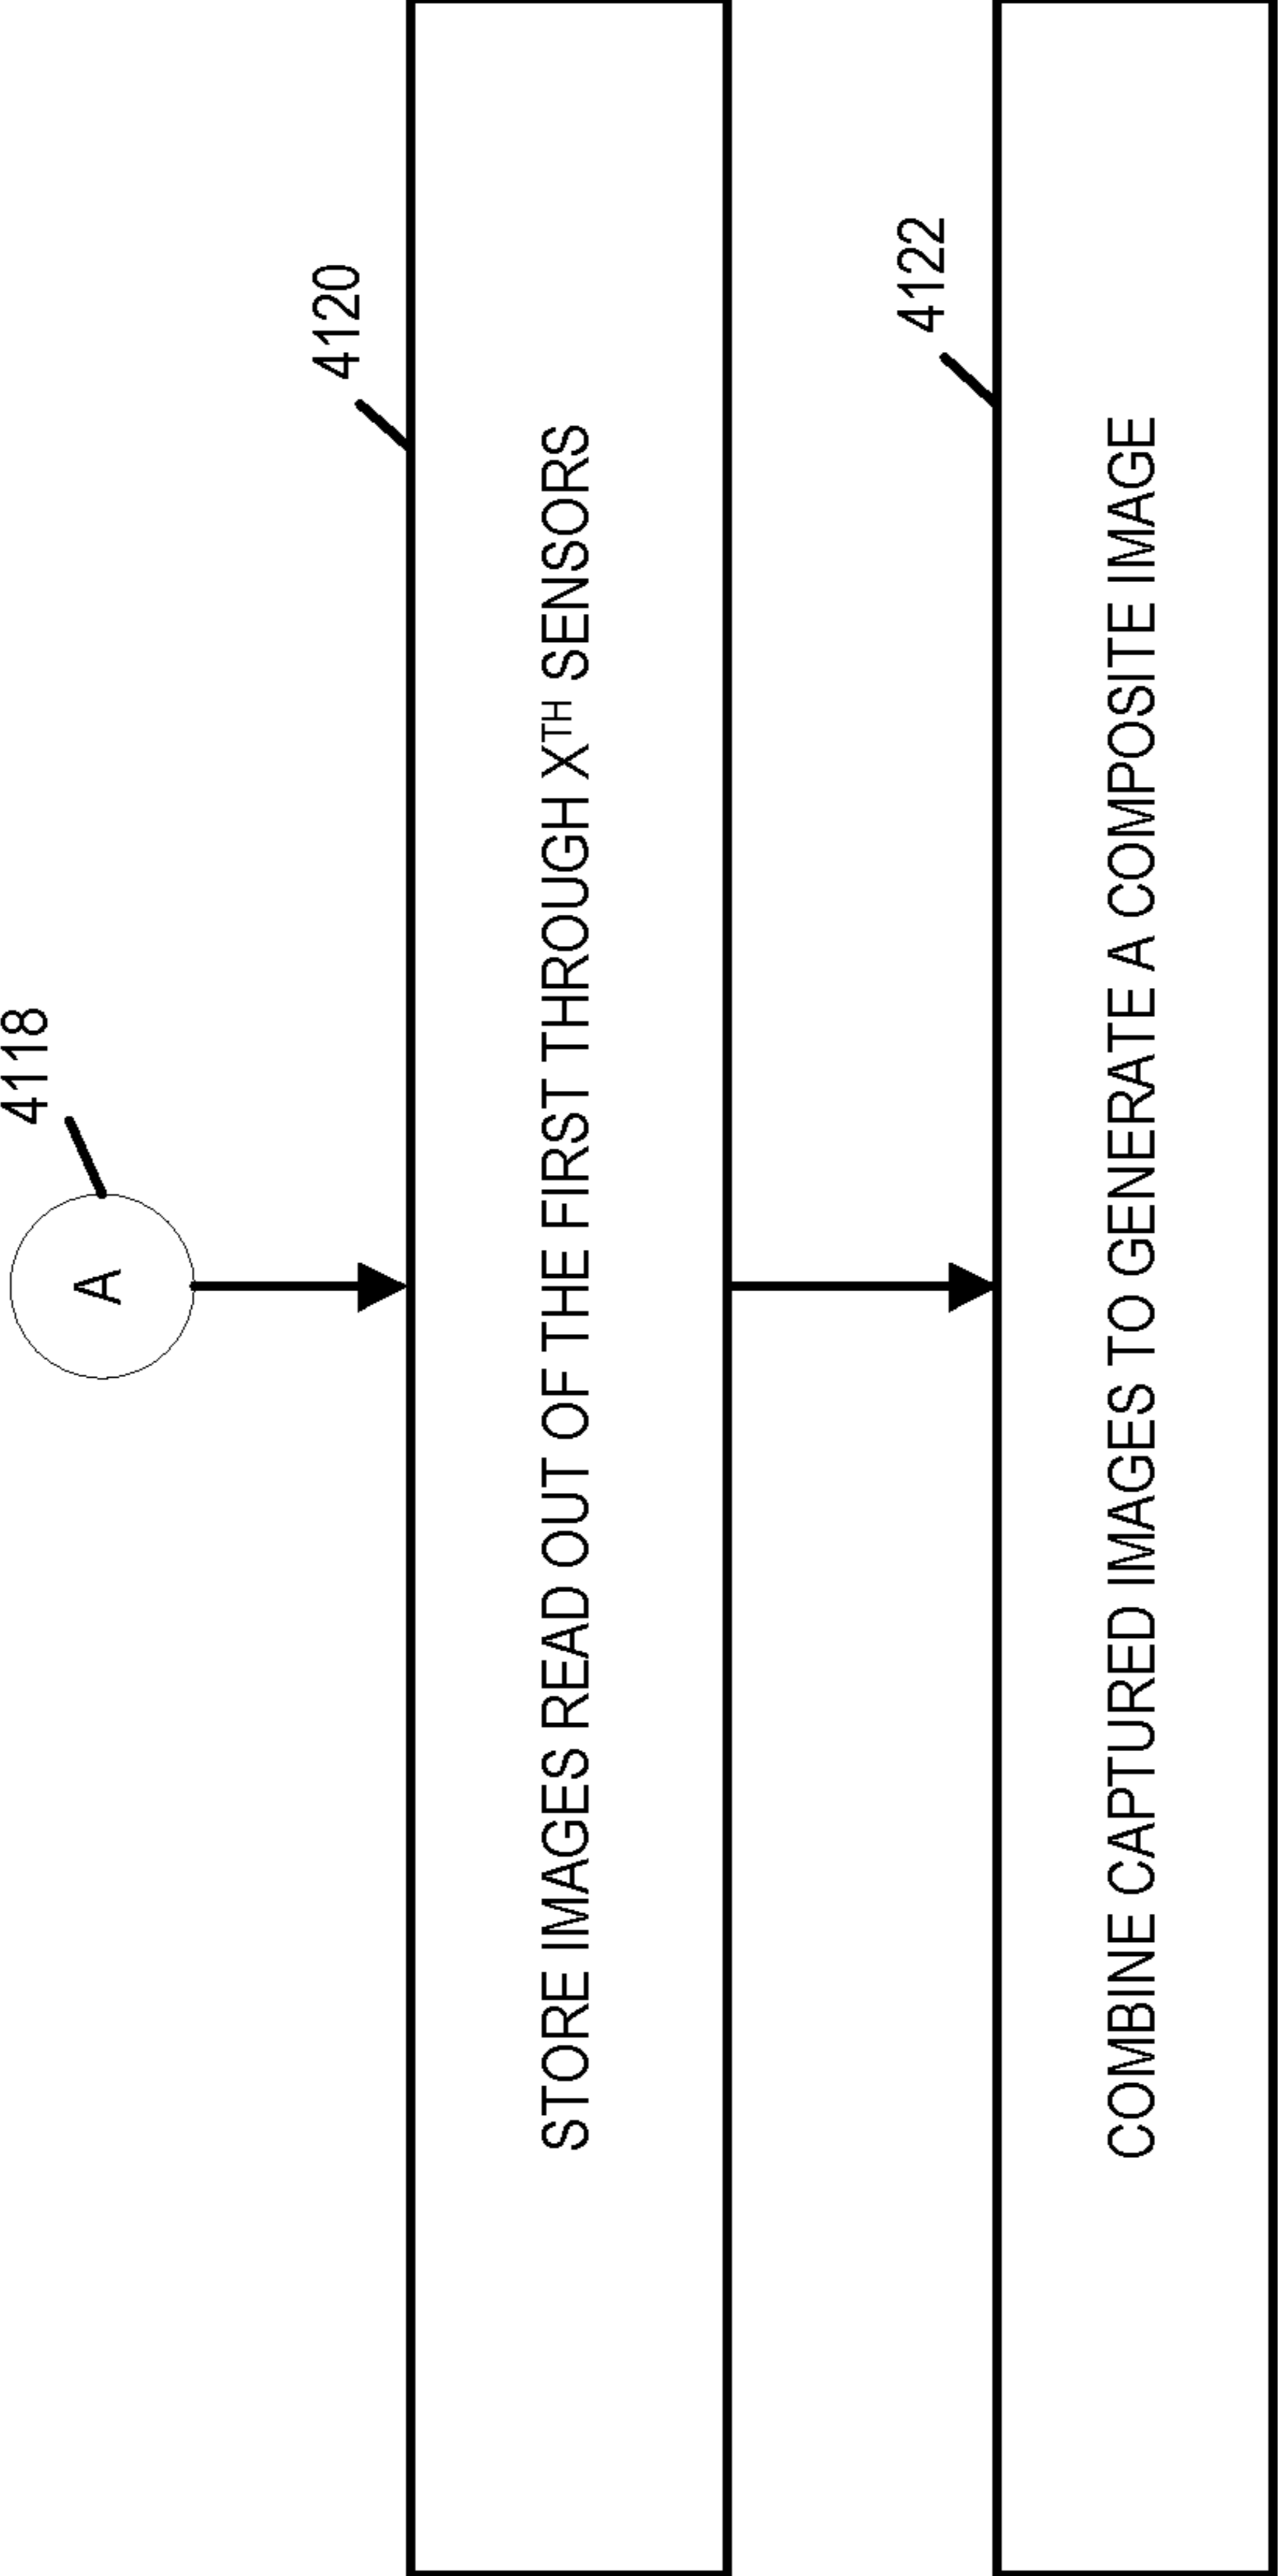 4118
A
4120
STORE IMAGES READ OUT OF THE FIRST THROUGH XTH SENSORS
4122
COMBINE CAPTURED IMAGES TO GENERATE A COMPOSITE IMAGE